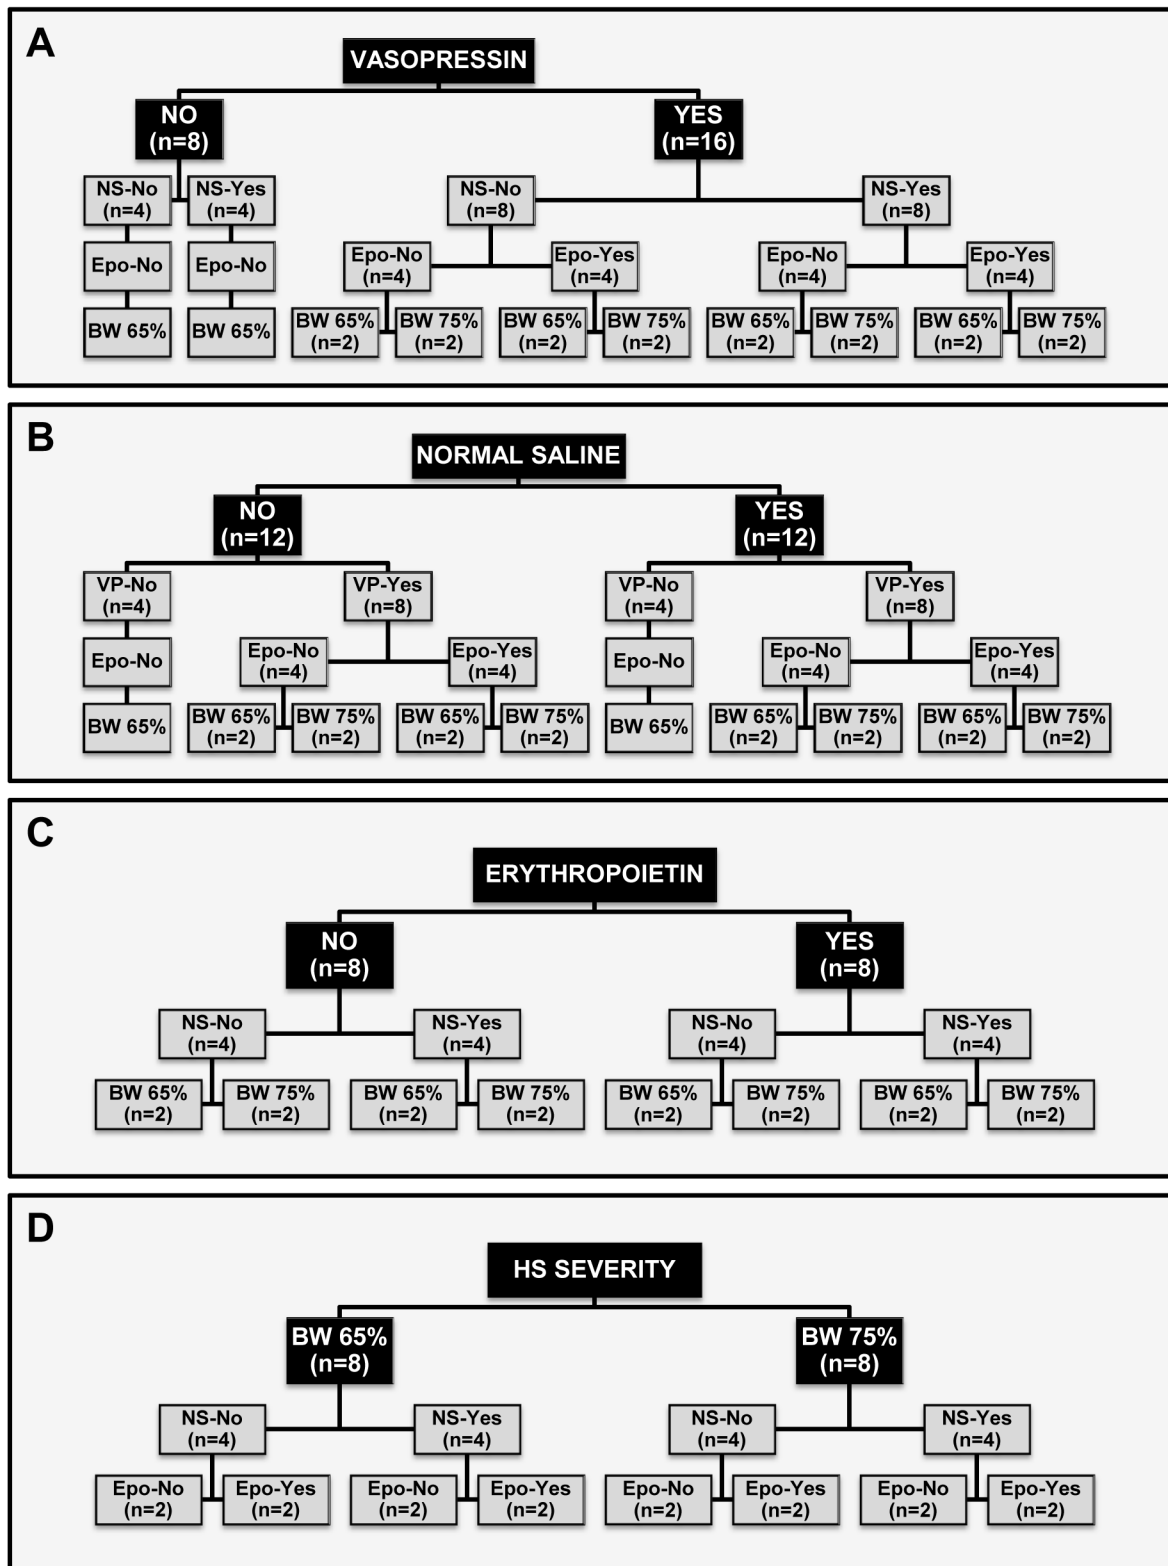 A
VASOPRESSIN
NO
(n=8)
YES
(n=16)
NS-No
(n=4)
NS-Yes
(n=4)
NS-No
(n=8)
NS-Yes
(n=8)
Epo-No
Epo-No
Epo-No
(n=4)
Epo-Yes
(n=4)
Epo-No
(n=4)
Epo-Yes
(n=4)
BW 65%
BW 65%
BW 65%
(n=2)
BW 75%
(n=2)
BW 65%
(n=2)
BW 75%
(n=2)
BW 65%
(n=2)
BW 75%
(n=2)
BW 65%
(n=2)
BW 75%
(n=2)
B
NORMAL SALINE
NO
(n=12)
YES
(n=12)
VP-No
(n=4)
VP-Yes
(n=8)
VP-No
(n=4)
VP-Yes
(n=8)
Epo-No
Epo-No
(n=4)
Epo-Yes
(n=4)
Epo-No
Epo-No
(n=4)
Epo-Yes
(n=4)
BW 65%
BW 65%
(n=2)
BW 75%
(n=2)
BW 65%
(n=2)
BW 75%
(n=2)
BW 65%
BW 65%
(n=2)
BW 75%
(n=2)
BW 65%
(n=2)
BW 75%
(n=2)
C
ERYTHROPOIETIN
NO
(n=8)
YES
(n=8)
NS-No
(n=4)
NS-Yes
(n=4)
NS-No
(n=4)
NS-Yes
(n=4)
BW 65%
(n=2)
BW 75%
(n=2)
BW 65%
(n=2)
BW 75%
(n=2)
BW 65%
(n=2)
BW 75%
(n=2)
BW 65%
(n=2)
BW 75%
(n=2)
D
HS SEVERITY
BW 65%
(n=8)
BW 75%
(n=8)
NS-No
(n=4)
NS-Yes
(n=4)
NS-No
(n=4)
NS-Yes
(n=4)
Epo-No
(n=2)
Epo-Yes
(n=2)
Epo-No
(n=2)
Epo-Yes
(n=2)
Epo-No
(n=2)
Epo-Yes
(n=2)
Epo-No
(n=2)
Epo-Yes
(n=2)